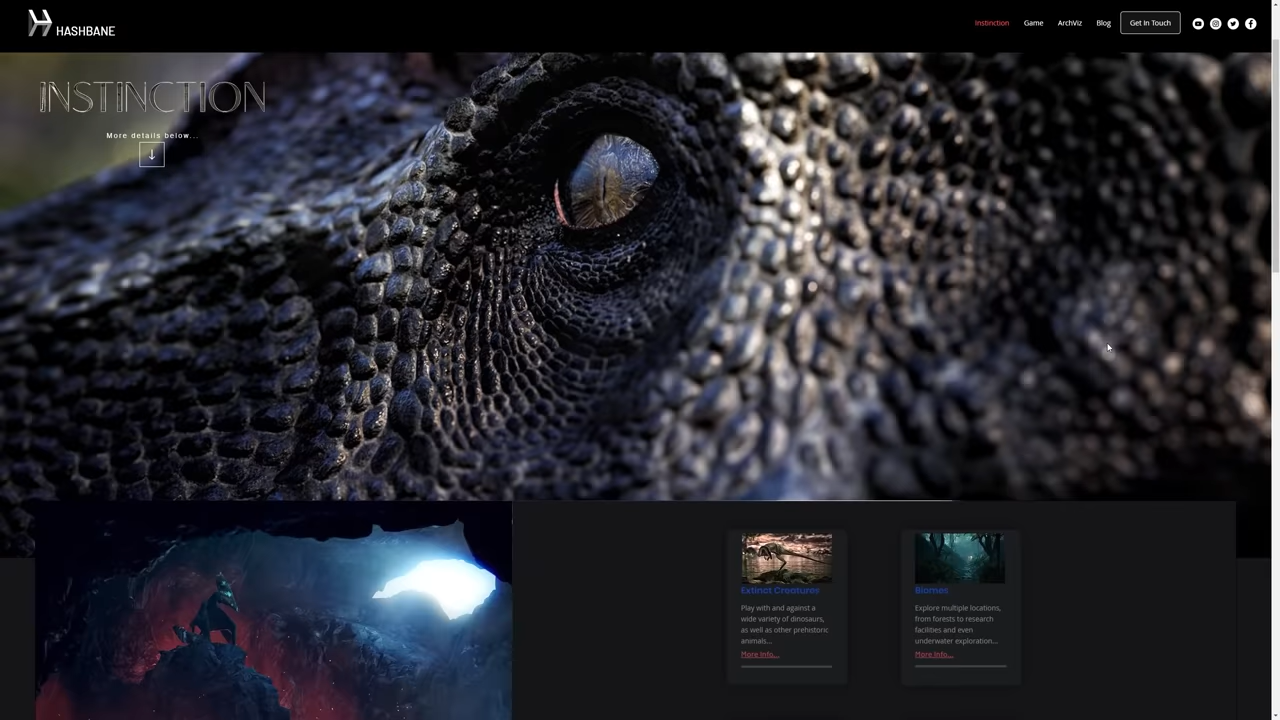 HASHBANE
Instinction
Game
ArchViz
Blog
Get In Touch
INSTINCTION
More details below...
Extinct Creatures
Play with and against a
wide variety of dinosaurs,
as well as other prehistoric
animals...
More Info...
Biomes
Explore multiple locations,
from forests to research
facilities and even
underwater exploration...
More Info...